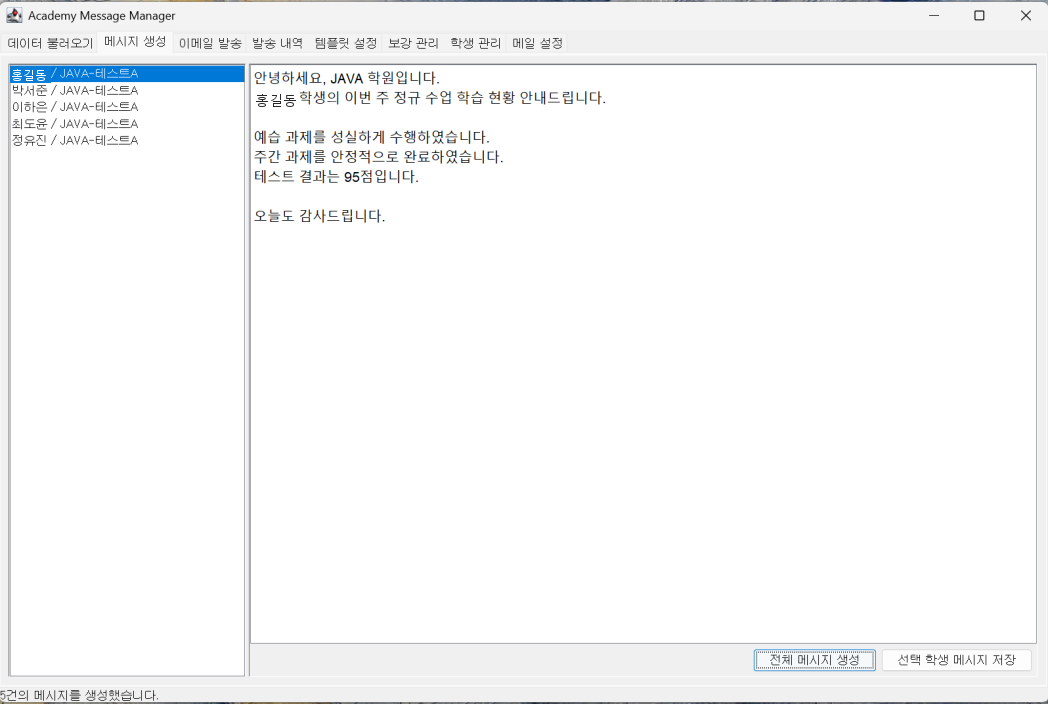 Academy Message Manager
데이터 불러오기 메시지 생성 이메일 발송 발송 내역 템플릿 설정 보강 관리 학생 관리 메일 설정
홍길동 / JAVA-테스트A
박서준 / JAVA-테스트A
이하은 / JAVA-테스트A
최도윤 / JAVA-테스트A
정유진 / JAVA-테스트A
안녕하세요, JAVA 학원입니다.
홍길동 학생의 이번 주 정규 수업 학습 현황 안내드립니다.
예습 과제를 성실하게 수행하였습니다.
주간 과제를 안정적으로 완료하였습니다.
테스트 결과는 95점입니다.
오늘도 감사드립니다.
전체 메시지 생성 선택 학생 메시지 저장
5건의 메시지를 생성했습니다.